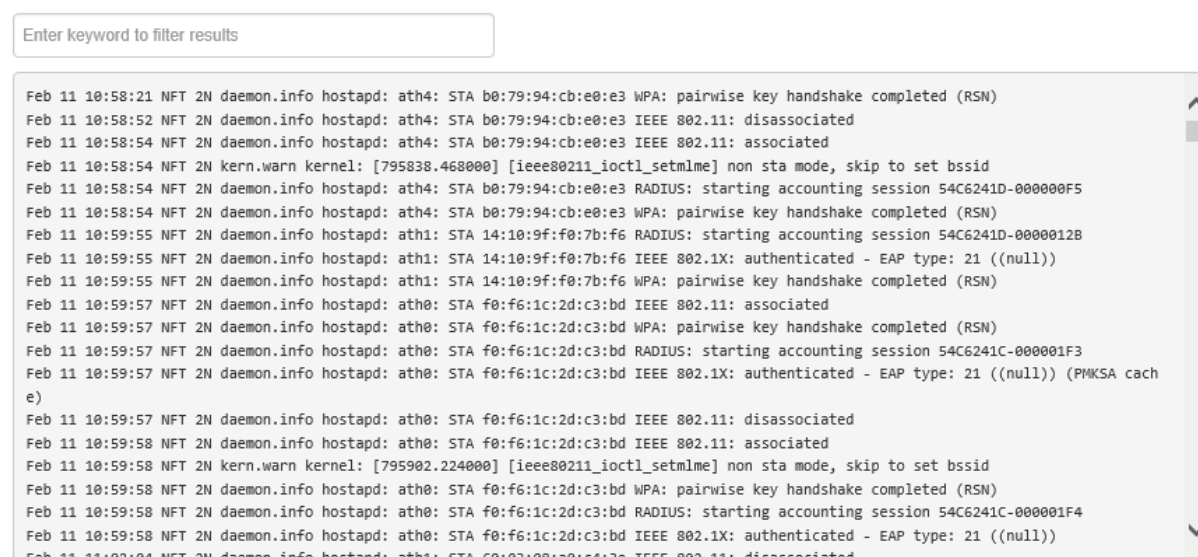 Enter keyword to filter results
Feb 11 10:58:21 NFT 2N daemon.info hostapd: ath4: STA b0:79:94:cb:e0:e3 WPA: pairwise key handshake completed (RSN)
Feb 11 10:58:52 NFT 2N daemon.info hostapd: ath4: STA b0:79:94:cb:e0:e3 IEEE 802.11: disassociated
Feb 11 10:58:54 NFT 2N daemon.info hostapd: ath4: STA b0:79:94:cb:e0:e3 IEEE 802.11: associated
Feb 11 10:58:54 NFT 2N kern.warn kernel: [795838.468000] [ieee80211_ioctl_setmlme] non sta mode, skip to set bssid
Feb 11 10:58:54 NFT 2N daemon.info hostapd: ath4: STA b0:79:94:cb:e0:e3 RADIUS: starting accounting session 54C6241D-000000F5
Feb 11 10:58:54 NFT 2N daemon.info hostapd: ath4: STA b0:79:94:cb:e0:e3 WPA: pairwise key handshake completed (RSN)
Feb 11 10:59:55 NFT 2N daemon.info hostapd: ath1: STA 14:10:9f:f0:7b:f6 RADIUS: starting accounting session 54C6241D-0000012B
Feb 11 10:59:55 NFT 2N daemon.info hostapd: ath1: STA 14:10:9f:f0:7b:f6 IEEE 802.1X: authenticated - EAP type: 21 ((null))
Feb 11 10:59:55 NFT 2N daemon.info hostapd: ath1: STA 14:10:9f:f0:7b:f6 WPA: pairwise key handshake completed (RSN)
Feb 11 10:59:57 NFT 2N daemon.info hostapd: ath0: STA f0:f6:1c:2d:c3:bd IEEE 802.11: associated
Feb 11 10:59:57 NFT 2N daemon.info hostapd: ath0: STA f0:f6:1c:2d:c3:bd WPA: pairwise key handshake completed (RSN)
Feb 11 10:59:57 NFT 2N daemon.info hostapd: ath0: STA f0:f6:1c:2d:c3:bd RADIUS: starting accounting session 54C6241C-000001F3
Feb 11 10:59:57 NFT 2N daemon.info hostapd: ath0: STA f0:f6:1c:2d:c3:bd IEEE 802.1X: authenticated - EAP type: 21 ((null)) (PMKSA cach
e)
Feb 11 10:59:57 NFT 2N daemon.info hostapd: ath0: STA f0:f6:1c:2d:c3:bd IEEE 802.11: disassociated
Feb 11 10:59:58 NFT 2N daemon.info hostapd: ath0: STA f0:f6:1c:2d:c3:bd IEEE 802.11: associated
Feb 11 10:59:58 NFT 2N kern.warn kernel: [795902.224000] [ieee80211_ioctl_setmlme] non sta mode, skip to set bssid
Feb 11 10:59:58 NFT 2N daemon.info hostapd: ath0: STA f0:f6:1c:2d:c3:bd WPA: pairwise key handshake completed (RSN)
Feb 11 10:59:58 NFT 2N daemon.info hostapd: ath0: STA f0:f6:1c:2d:c3:bd RADIUS: starting accounting session 54C6241C-000001F4
Feb 11 10:59:58 NFT 2N daemon.info hostapd: ath0: STA f0:f6:1c:2d:c3:bd IEEE 802.1X: authenticated - EAP type: 21 ((null))